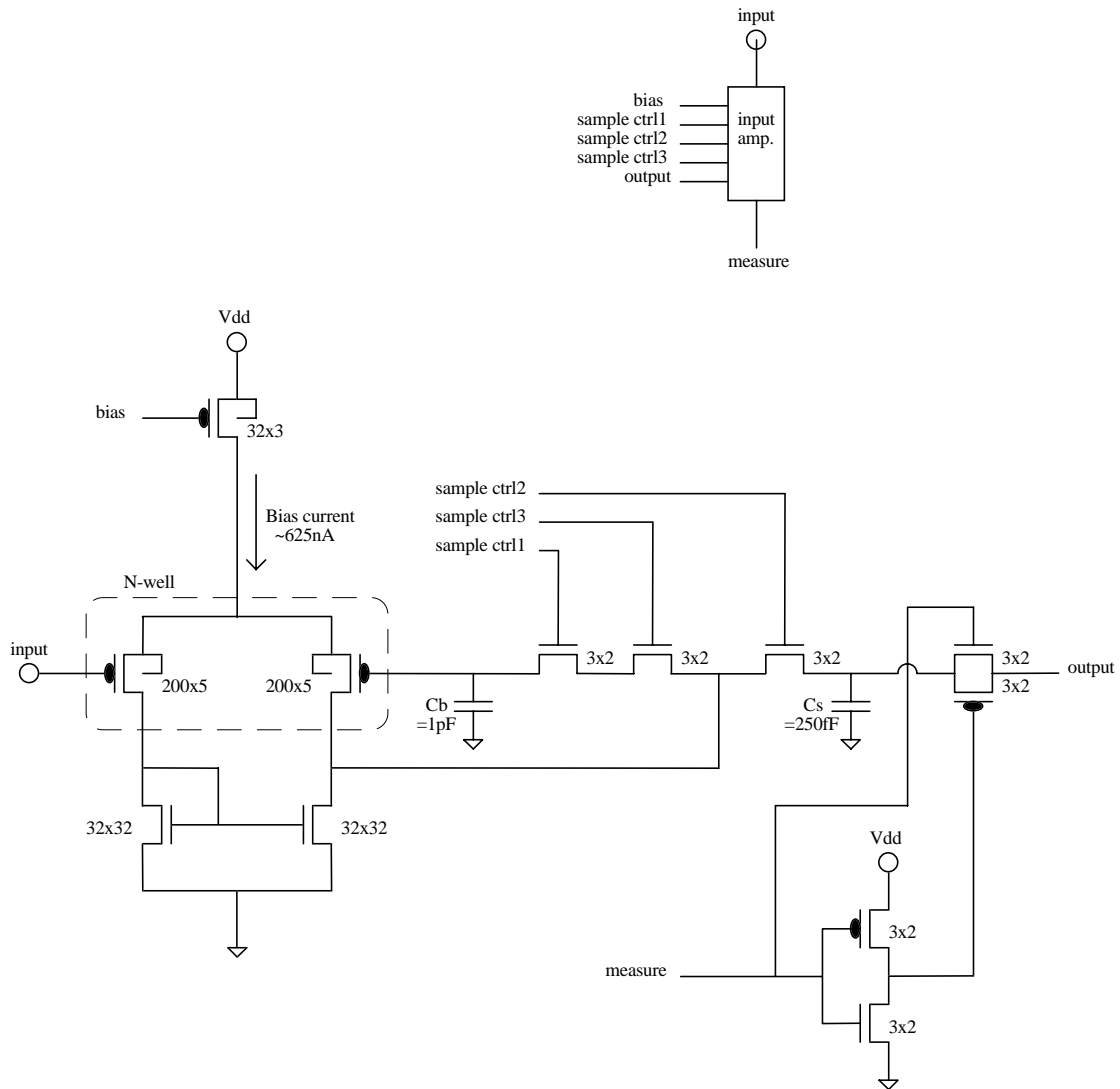 input
bias
sample ctrl1
sample ctrl2
sample ctrl3
output
input
amp.
measure
Vdd
bias
32x3
Bias current
~625nA
sample ctrl2
sample ctrl3
sample ctrl1
N-well
input
200x5
200x5
3x2
3x2
3x2
3x2
3x2
output
Cb
=1pF
Cs
=250fF
32x32
32x32
Vdd
3x2
measure
3x2